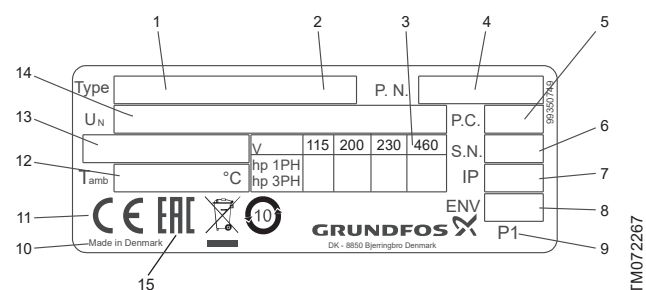 1 2 3 4 5
14 Type P. N.
U N P.C. 99350749
13 V 115 200 230 460 S.N. 6
12 Tamb °C hp 1PH IP 7
hp 3PH
ENV 8
11 CE EAC 10 GRUNDFOS P1 9
10 Made in Denmark DK - 8850 Bjerringbro Denmark
15
TM072267